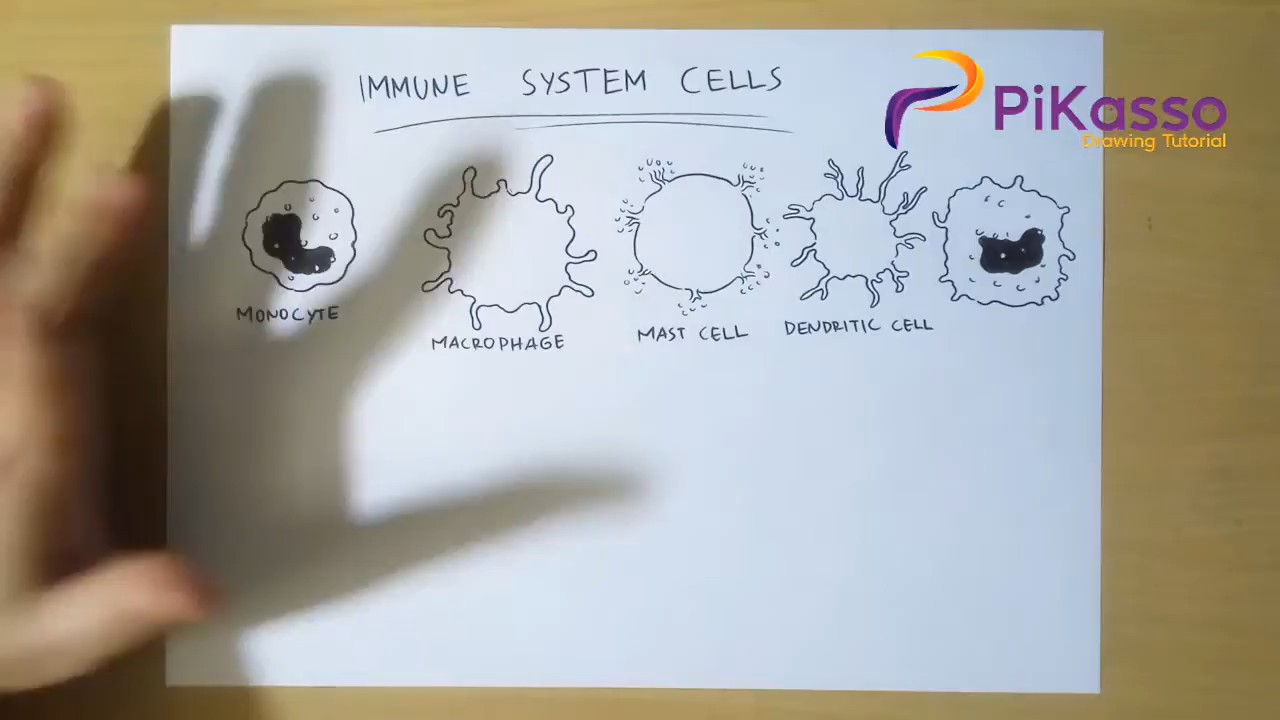 IMMUNE SYSTEM CELLS
PiKasso
Drawing Tutorial
MONOCYTE
MACROPHAGE
MAST CELL
DENDRITIC CELL